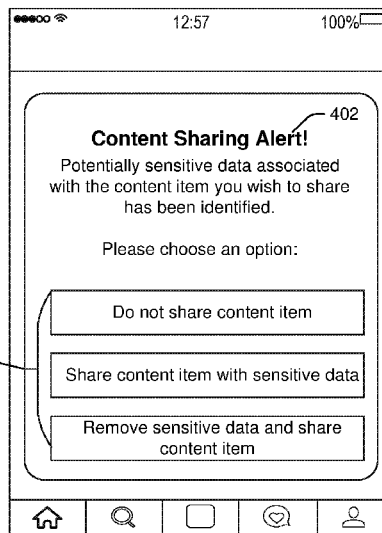 12:57
100%
402
Content Sharing Alert!
Potentially sensitive data associated
with the content item you wish to share
has been identified.
Please choose an option:
Do not share content item
Share content item with sensitive data
Remove sensitive data and share
content item